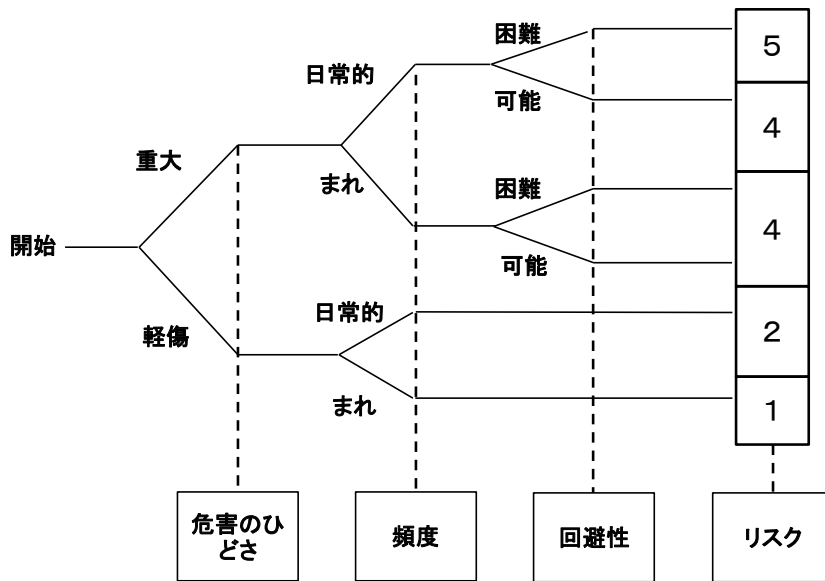 困難
5
日常的
可能
4
重大
まれ
困難
4
開始
可能
日常的
軽傷
2
まれ
1
危害のひ
どさ
頻度
回避性
リスク